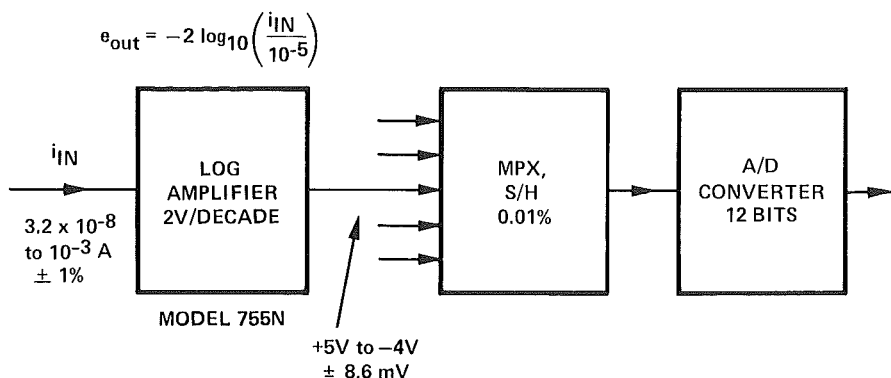 e_out = −2 log₁₀(i_IN / 10⁻⁵)
i_IN
3.2 x 10⁻⁸
to 10⁻³ A
± 1%
LOG
AMPLIFIER
2V/DECADE
MODEL 755N
+5V to −4V
± 8.6 mV
MPX,
S/H
0.01%
A/D
CONVERTER
12 BITS